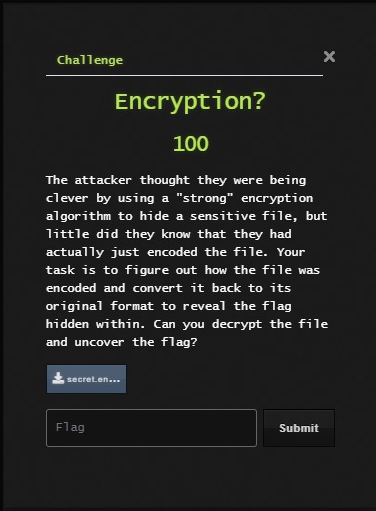 Challenge
Encryption?
100
The attacker thought they were being
clever by using a "strong" encryption
algorithm to hide a sensitive file, but
little did they know that they had
actually just encoded the file. Your
task is to figure out how the file was
encoded and convert it back to its
original format to reveal the flag
hidden within. Can you decrypt the file
and uncover the flag?
secret.en...
Flag
Submit